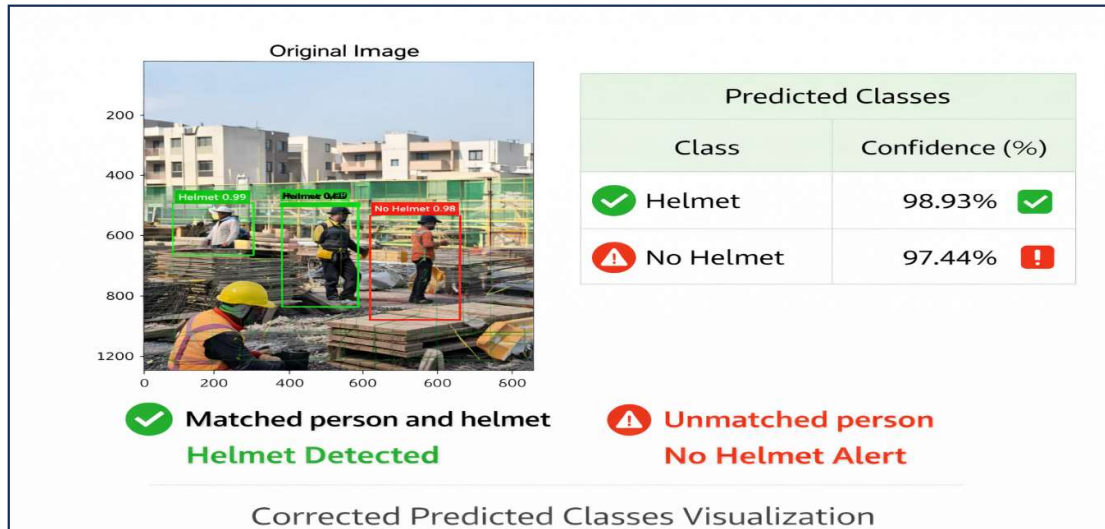 Original Image
200
400
600
800
1200
0 200 400 600 600 800
Helmet 0.99
No Helmet 0.98
Predicted Classes
Class Confidence (%)
Helmet 98.93%
No Helmet 97.44%
Matched person and helmet
Helmet Detected
Unmatched person
No Helmet Alert
Corrected Predicted Classes Visualization